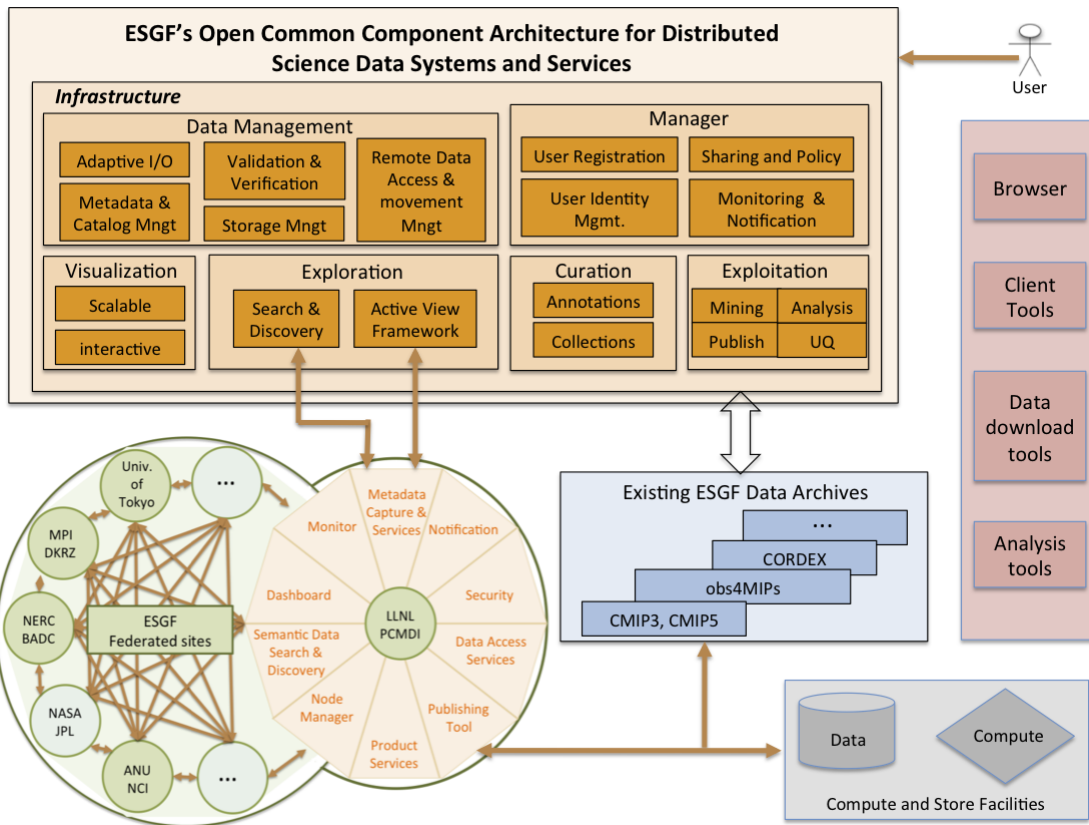 ESGF's Open Common Component Architecture for Distributed
Science Data Systems and Services
User
Infrastructure
Data Management
Adaptive I/O
Metadata &
Catalog Mngt
Validation &
Verification
Storage Mngt
Remote Data
Access &
movement
Mngt
Manager
User Registration
Sharing and Policy
User Identity
Mgmt.
Monitoring &
Notification
Visualization
Scalable
interactive
Exploration
Search &
Discovery
Active View
Framework
Curation
Annotations
Collections
Exploitation
Mining
Analysis
Publish
UQ
Browser
Client
Tools
Data
download
tools
Analysis
tools
Univ.
of
Tokyo
...
MPI
DKRZ
NERC
BADC
ESGF
Federated sites
NASA
JPL
ANU
NCI
...
Monitor
Metadata
Capture &
Services
Notification
Dashboard
Security
LLNL
PCMDI
Semantic Data
Search &
Discovery
Data Access
Services
Node
Manager
Publishing
Tool
Product
Services
Existing ESGF Data Archives
...
CORDEX
obs4MIPs
CMIP3, CMIP5
Data
Compute
Compute and Store Facilities